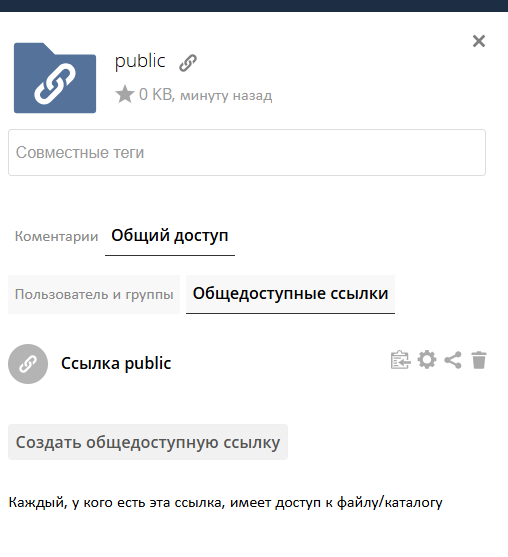 public
0 KB, минуту назад
Совместные теги
Коментарии Общий доступ
Пользователь и группы Общедоступные ссылки
Ссылка public
Создать общедоступную ссылку
Каждый, у кого есть эта ссылка, имеет доступ к файлу/каталогу